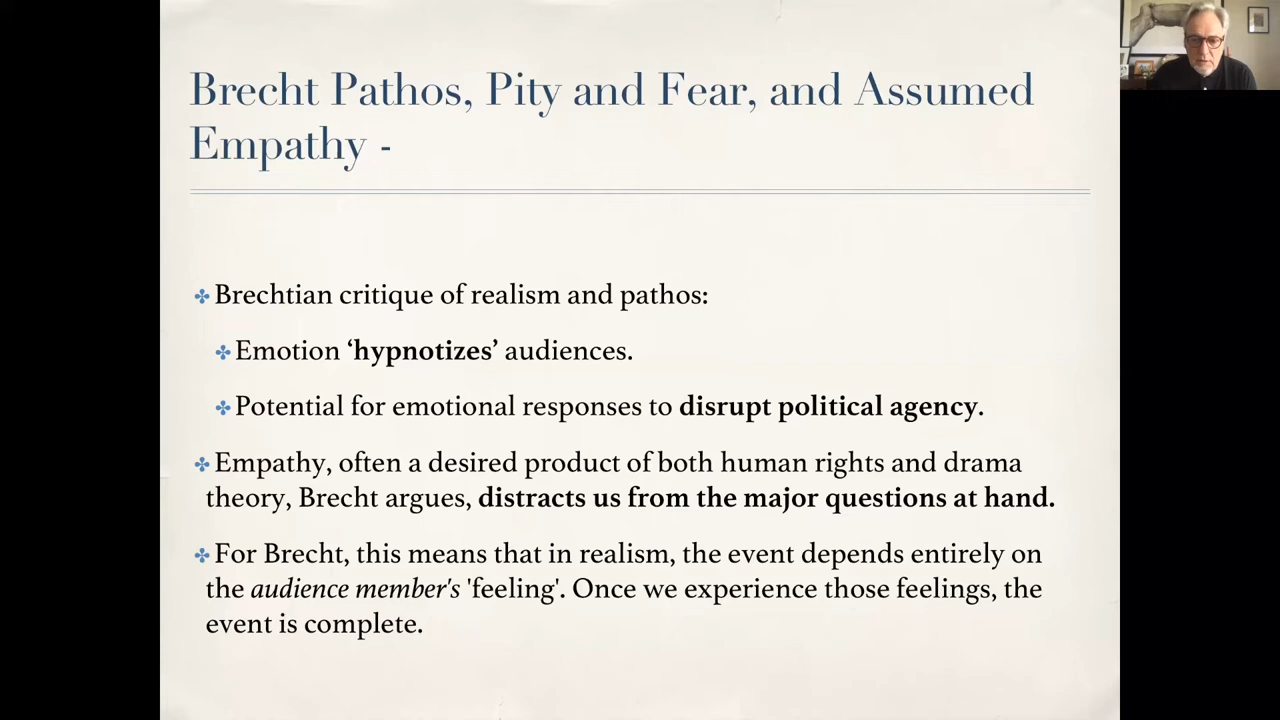 Brecht Pathos, Pity and Fear, and Assumed
Empathy -
Brechtian critique of realism and pathos:
Emotion ‘hypnotizes’ audiences.
Potential for emotional responses to disrupt political agency.
Empathy, often a desired product of both human rights and drama
theory, Brecht argues, distracts us from the major questions at hand.
For Brecht, this means that in realism, the event depends entirely on
the audience member's 'feeling'. Once we experience those feelings, the
event is complete.